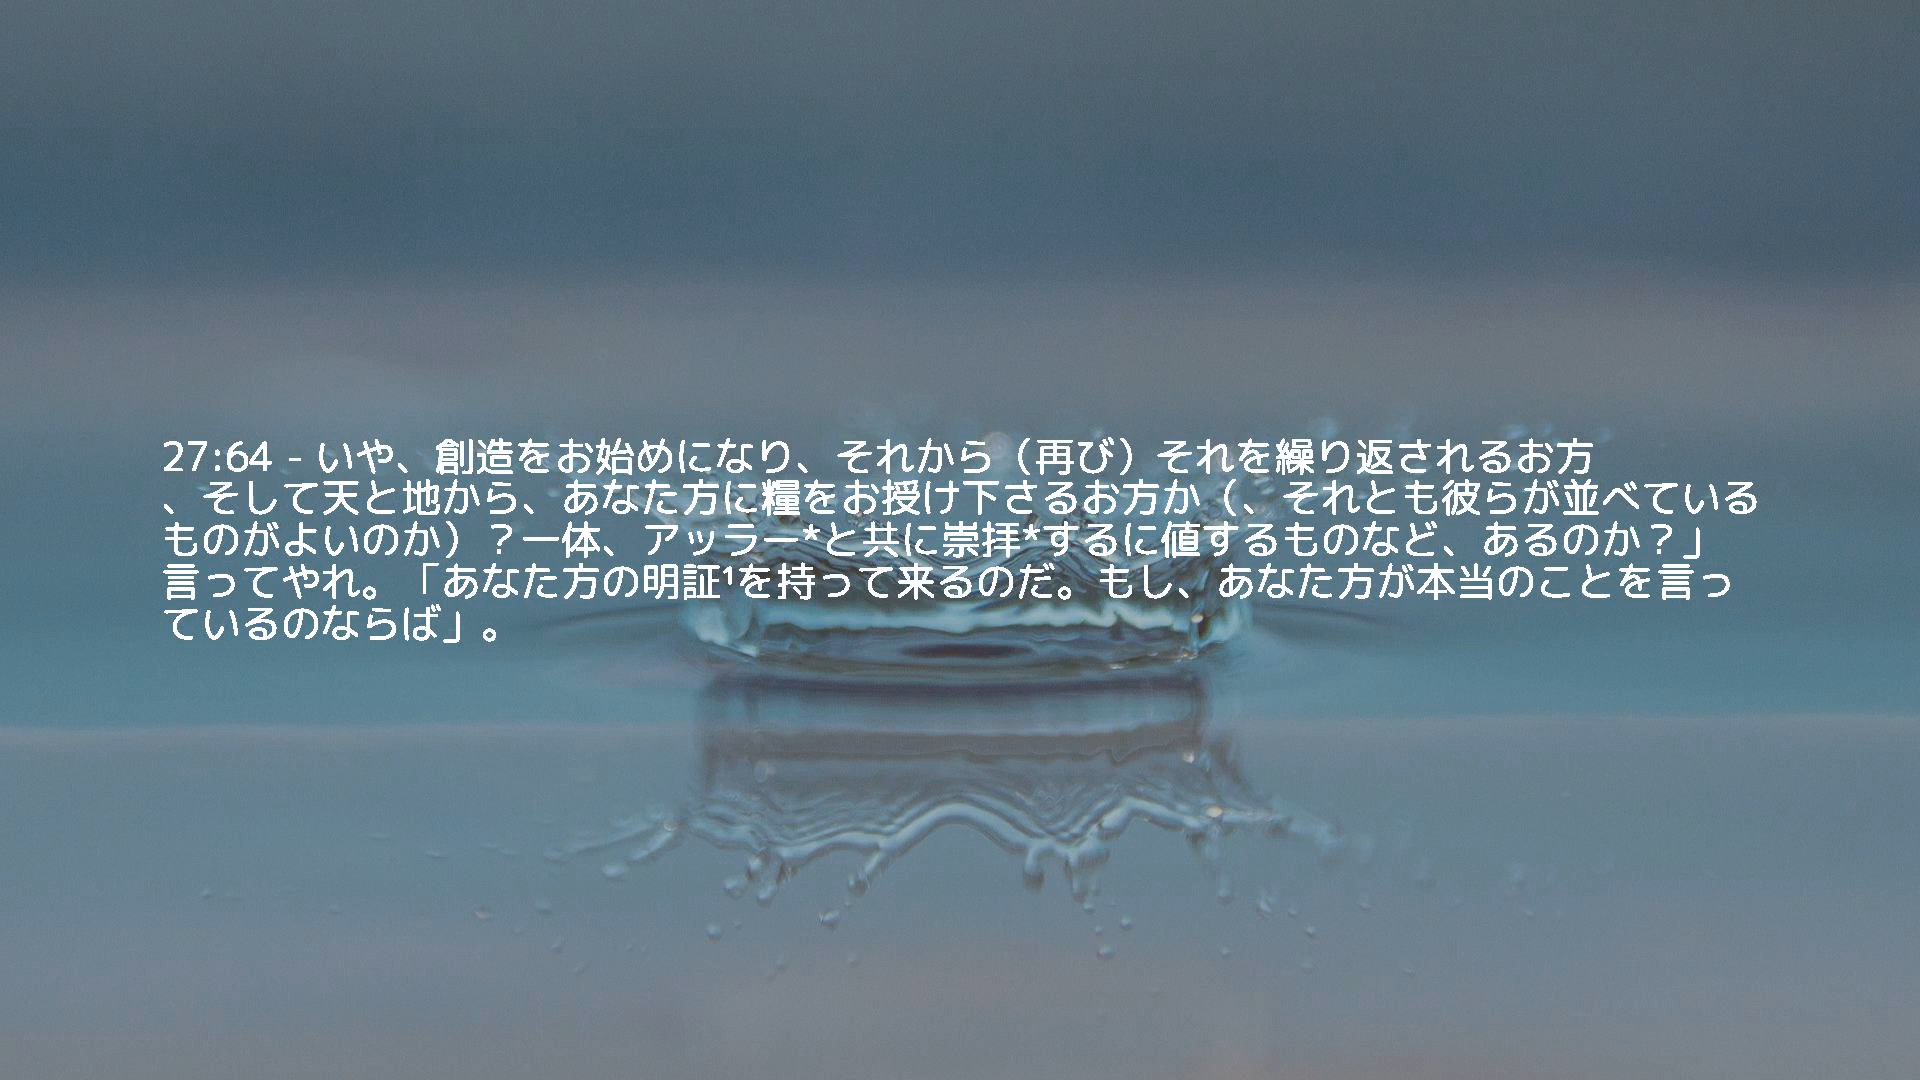 27:64 - いや、創造をお始めになり、それから（再び）それを繰り返されるお方
、そして天と地から、あなた方に糧をお授け下さるお方か（、それとも彼らが並べている
ものがよいのか）？一体、アッラー*と共に崇拝*するに値するものなど、あるのか？」
言ってやれ。「あなた方の明証¹を持って来るのだ。もし、あなた方が本当のことを言っ
ているのならば」。